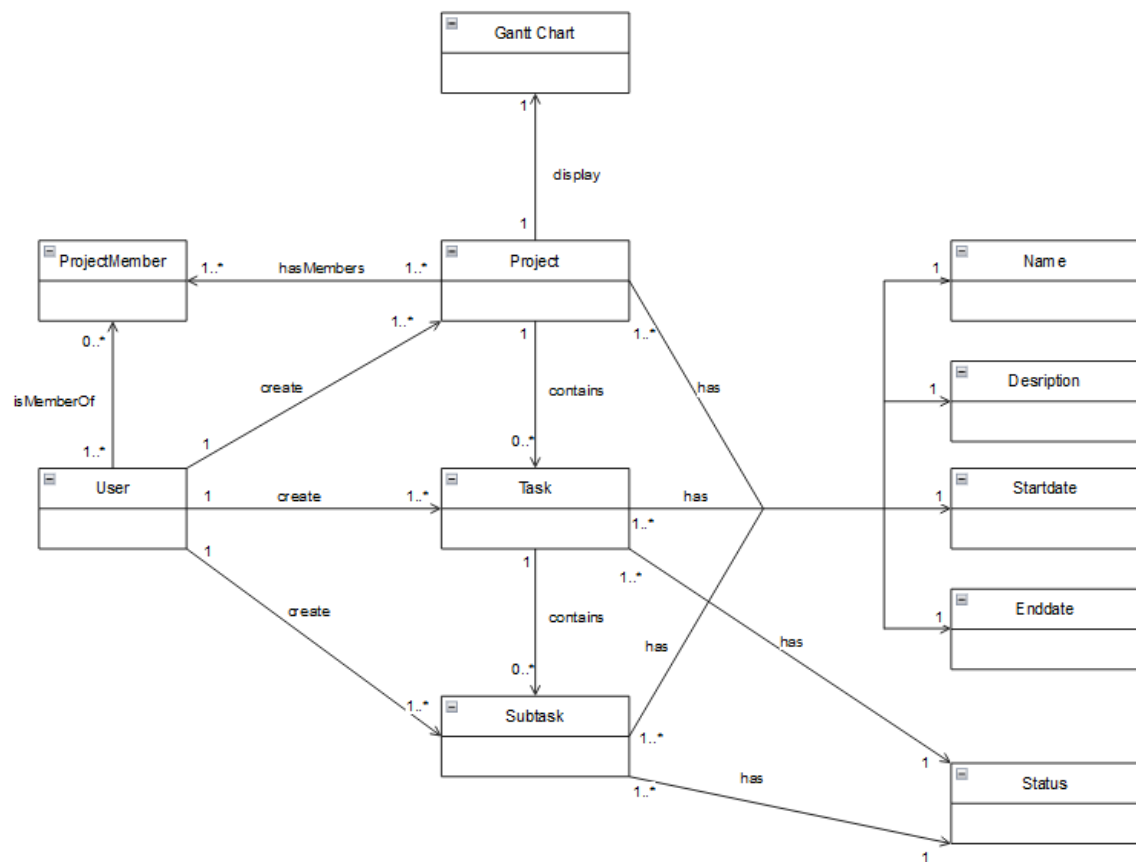 Gantt Chart
1
display
1
ProjectMember
1..*
hasMembers
1..*
Project
1
Name
0..*
1..*
1
1..*
isMemberOf
create
contains
has
1
Desription
1..*
1
0..*
User
1
create
1..*
Task
has
1
Startdate
1
1
1..*
1..*
create
contains
has
has
1
Enddate
1..*
0..*
Subtask
1..*
has
1
Status
1..*
1